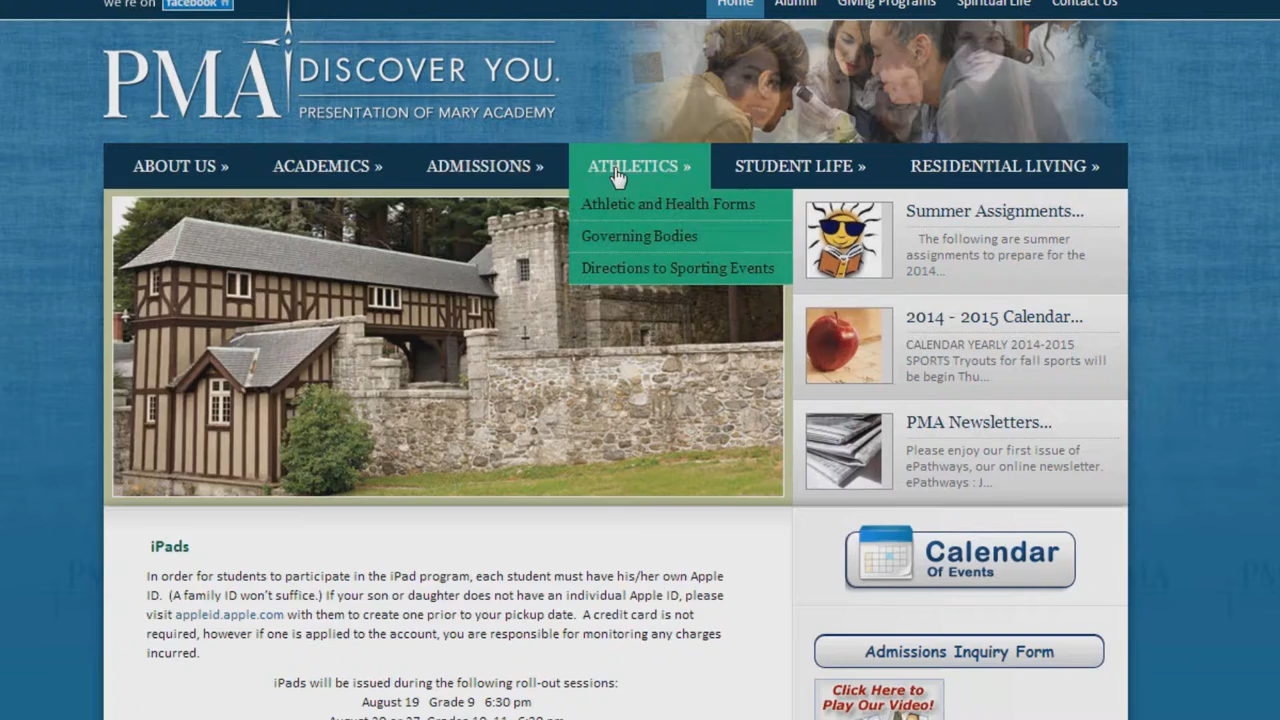 we're on facebook
Home Alumni Giving Programs Spiritual Life Contact Us
PMA DISCOVER YOU.
PRESENTATION OF MARY ACADEMY
ABOUT US » ACADEMICS » ADMISSIONS » ATHLETICS » STUDENT LIFE » RESIDENTIAL LIVING »
Athletic and Health Forms
Governing Bodies
Directions to Sporting Events
Summer Assignments...
The following are summer
assignments to prepare for the
2014...
2014 - 2015 Calendar...
CALENDAR YEARLY 2014-2015
SPORTS Tryouts for fall sports will
be begin Thu...
PMA Newsletters...
Please enjoy our first issue of
ePathways, our online newsletter.
ePathways : J...
iPads
In order for students to participate in the iPad program, each student must have his/her own Apple
ID. (A family ID won't suffice.) If your son or daughter does not have an individual Apple ID, please
visit appleid.apple.com with them to create one prior to your pickup date. A credit card is not
required, however if one is applied to the account, you are responsible for monitoring any charges
incurred.
iPads will be issued during the following roll-out sessions:
August 19 Grade 9 6:30 pm
Calendar
Of Events
Admissions Inquiry Form
Click Here to
Play Our Video!